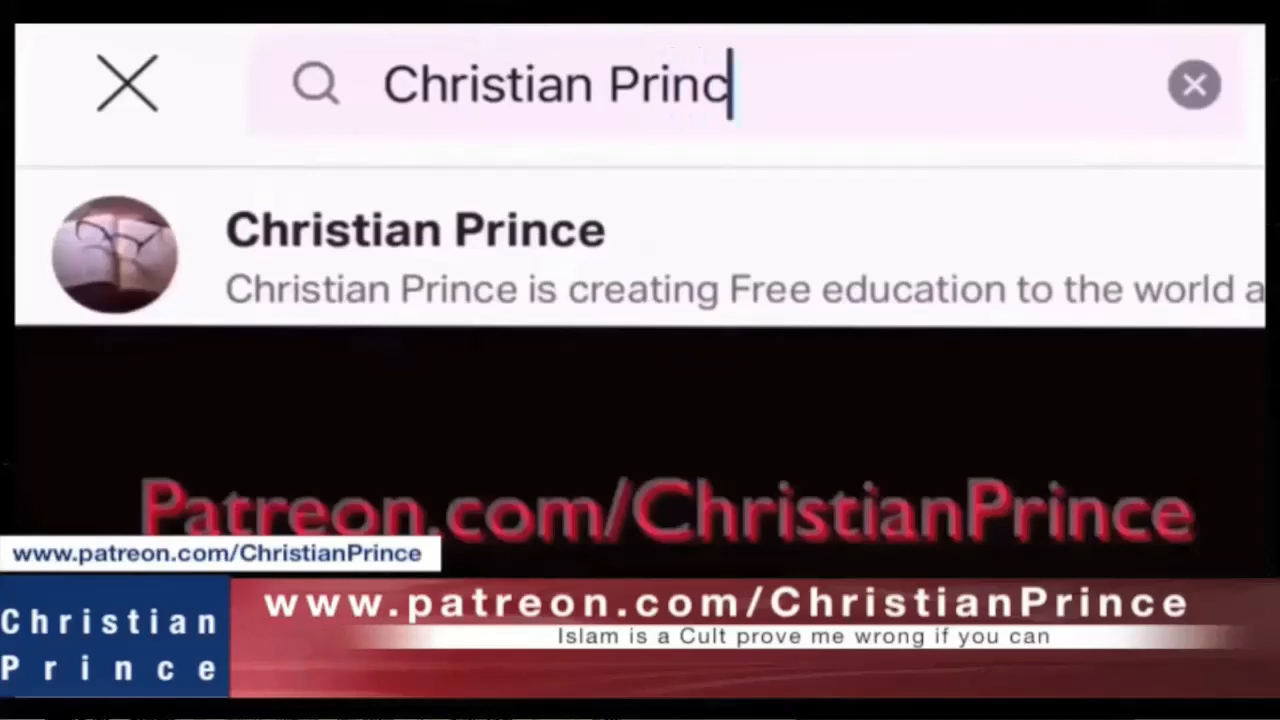 Christian Princ
Christian Prince
Christian Prince is creating Free education to the world a
Patreon.com/ChristianPrince
www.patreon.com/ChristianPrince
Christian
Prince
www.patreon.com/ChristianPrince
Islam is a Cult prove me wrong if you can